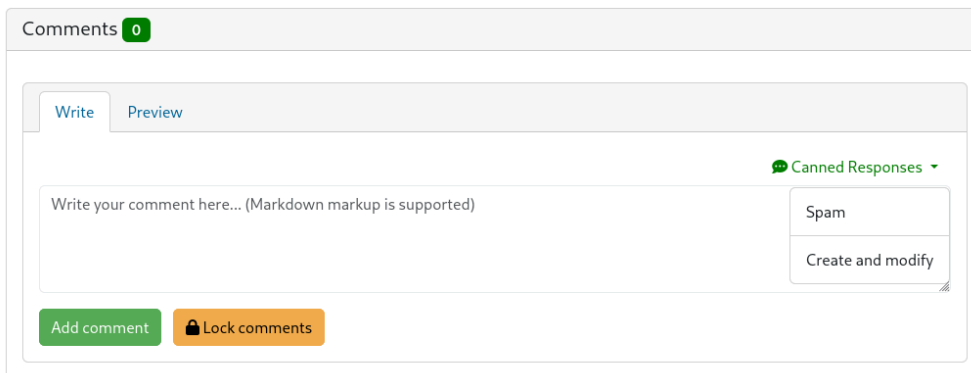 Comments 0
Write Preview
Canned Responses
Write your comment here... (Markdown markup is supported)
Spam
Create and modify
Add comment Lock comments